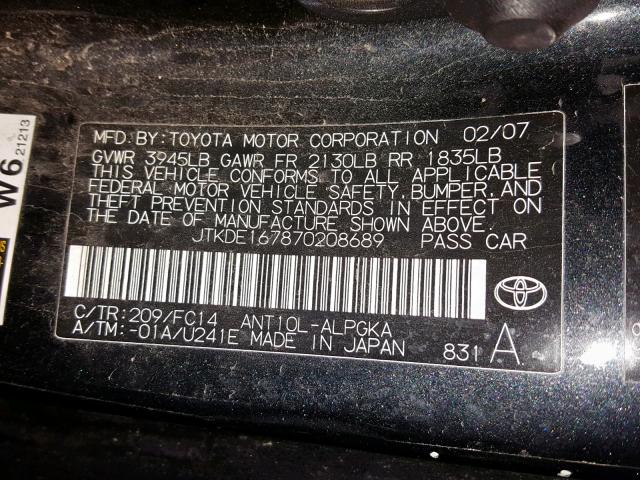 MFD.BY:TOYOTA MOTOR CORPORATION 02/07
GVWR 3945LB GAWR FR 2130LB RR 1835LB
THIS VEHICLE CONFORMS TO ALL APPLICABLE
FEDERAL MOTOR VEHICLE SAFETY, BUMPER, AND
THEFT PREVENTION STANDARDS IN EFFECT ON
THE DATE OF MANUFACTURE SHOWN ABOVE.
JTKDE167870208689 PASS CAR
C/TR:209/FC14 ANT10L-ALPGKA
A/TM:-01A/U241E MADE IN JAPAN 831 A
W6
21213